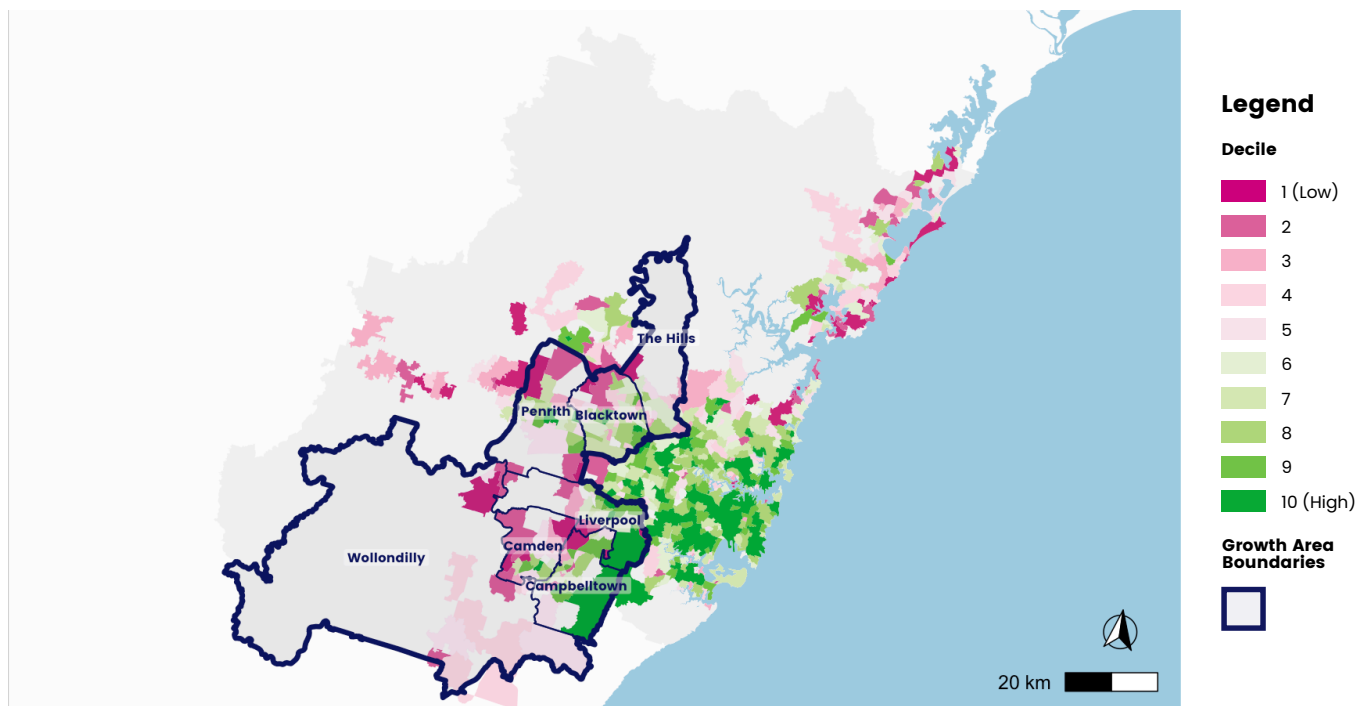 The Hills
Penrith
Blacktown
Liverpool
Camden
Wollondilly
Campbelltown
20 km
Legend
Decile
1 (Low)
2
3
4
5
6
7
8
9
10 (High)
Growth Area
Boundaries